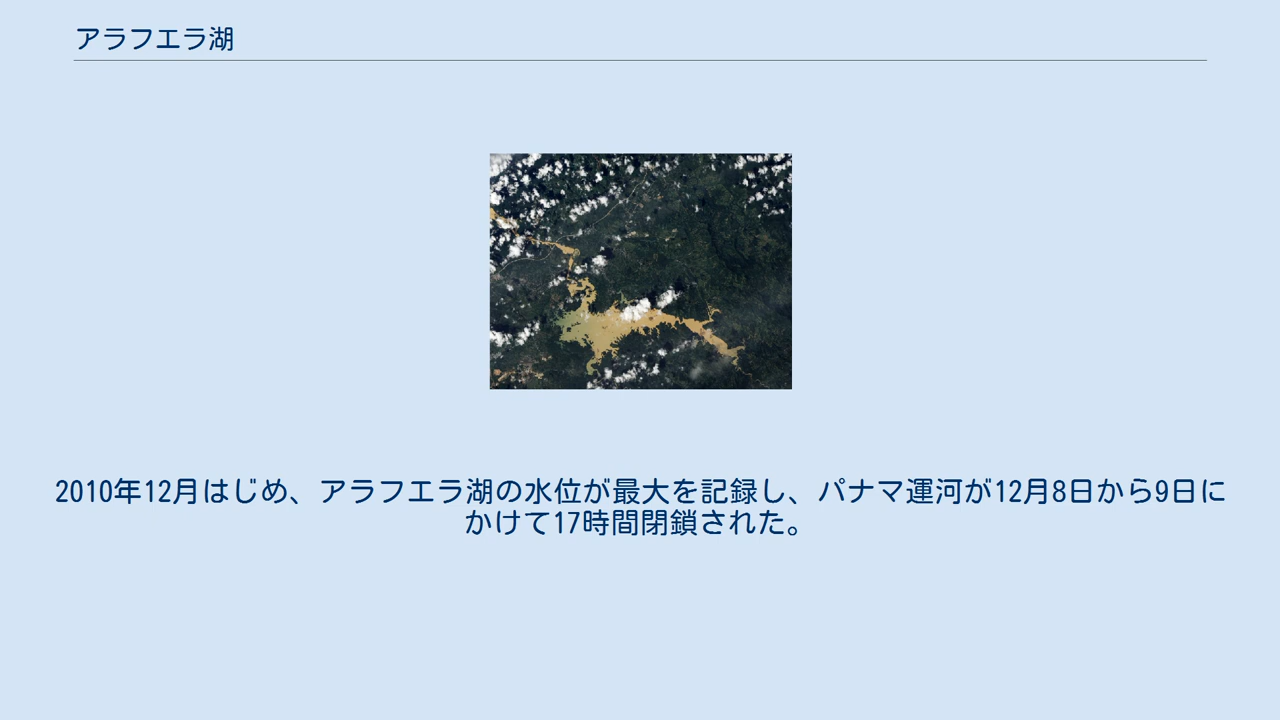 アラフエラ湖
2010年12月はじめ、アラフエラ湖の水位が最大を記録し、パナマ運河が12月8日から9日に
かけて17時間閉鎖された。